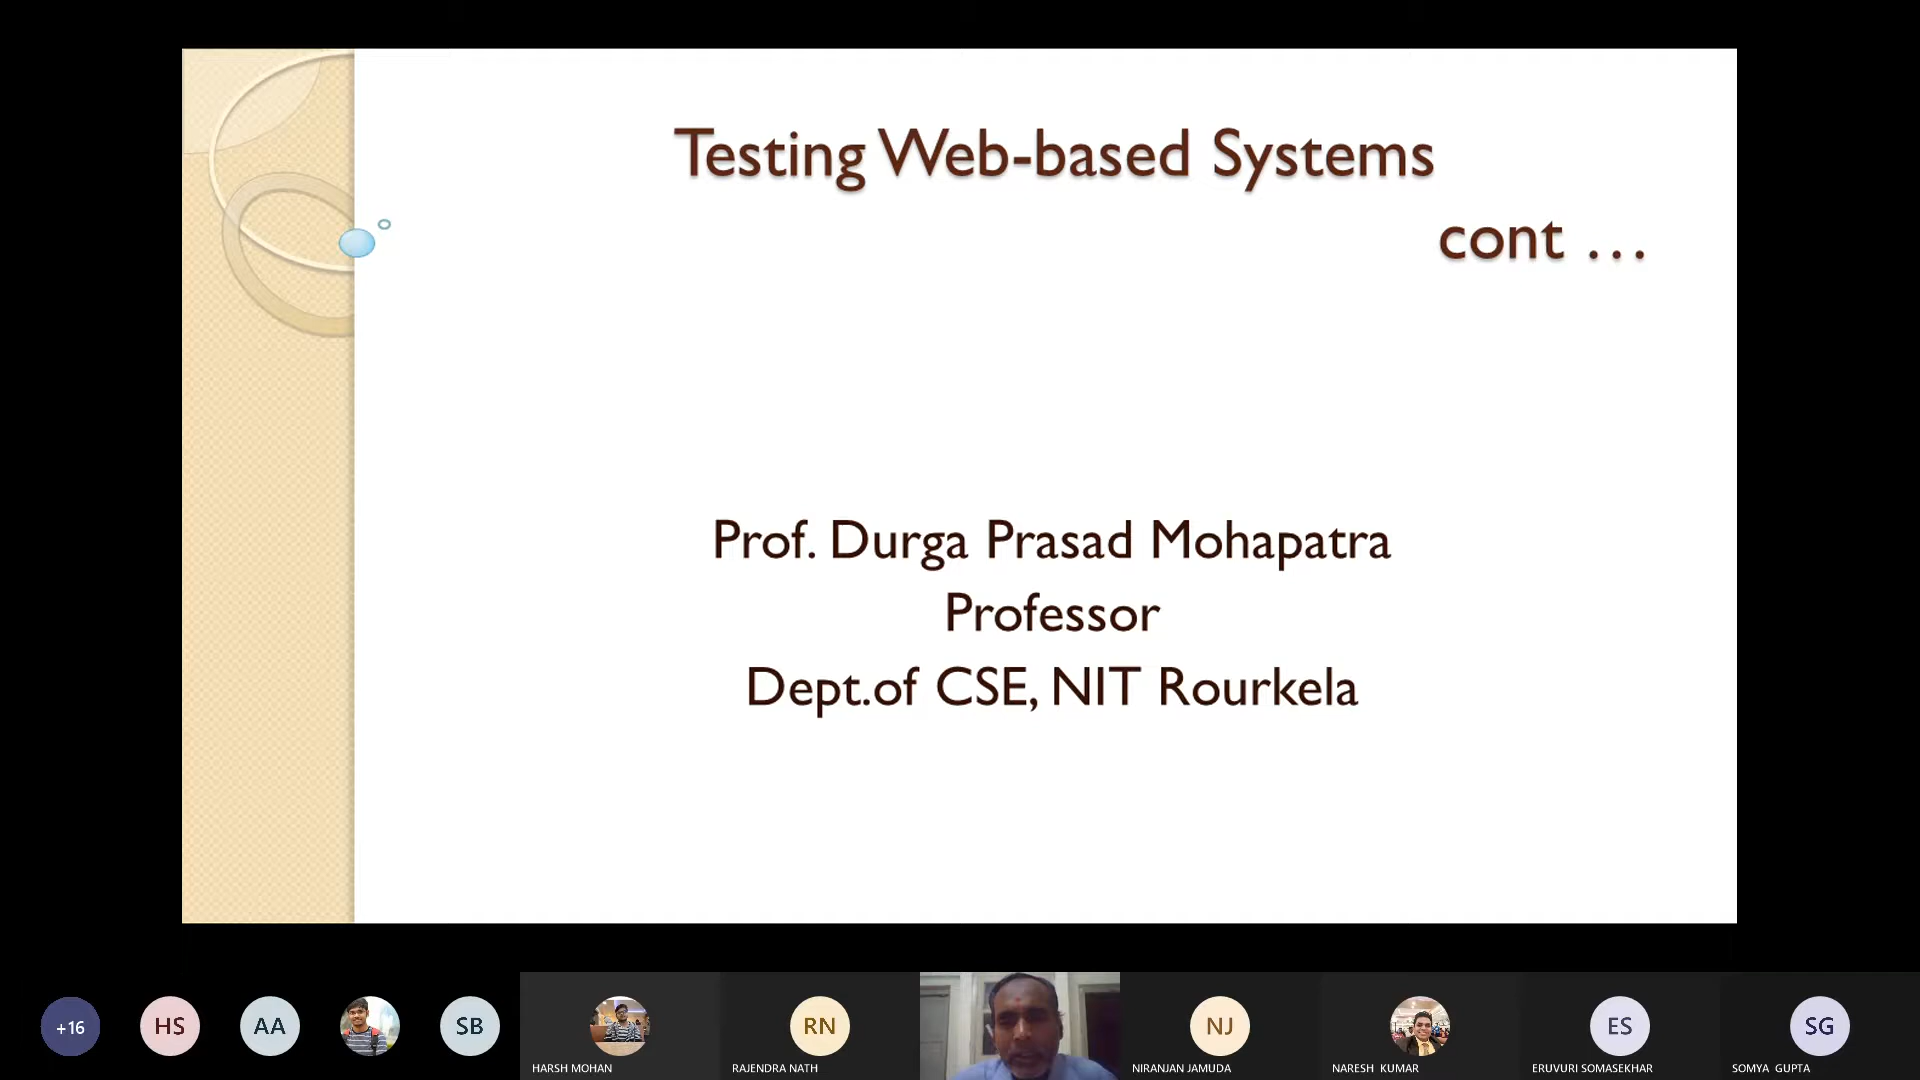 Testing Web-based Systems
cont …
Prof. Durga Prasad Mohapatra
Professor
Dept.of CSE, NIT Rourkela
+16
HS
AA
SB
RN
NJ
ES
SG
HARSH MOHAN
RAJENDRA NATH
NIRANJAN JAMUDA
NARESH KUMAR
ERUVURI SOMASEKHAR
SOMYA GUPTA